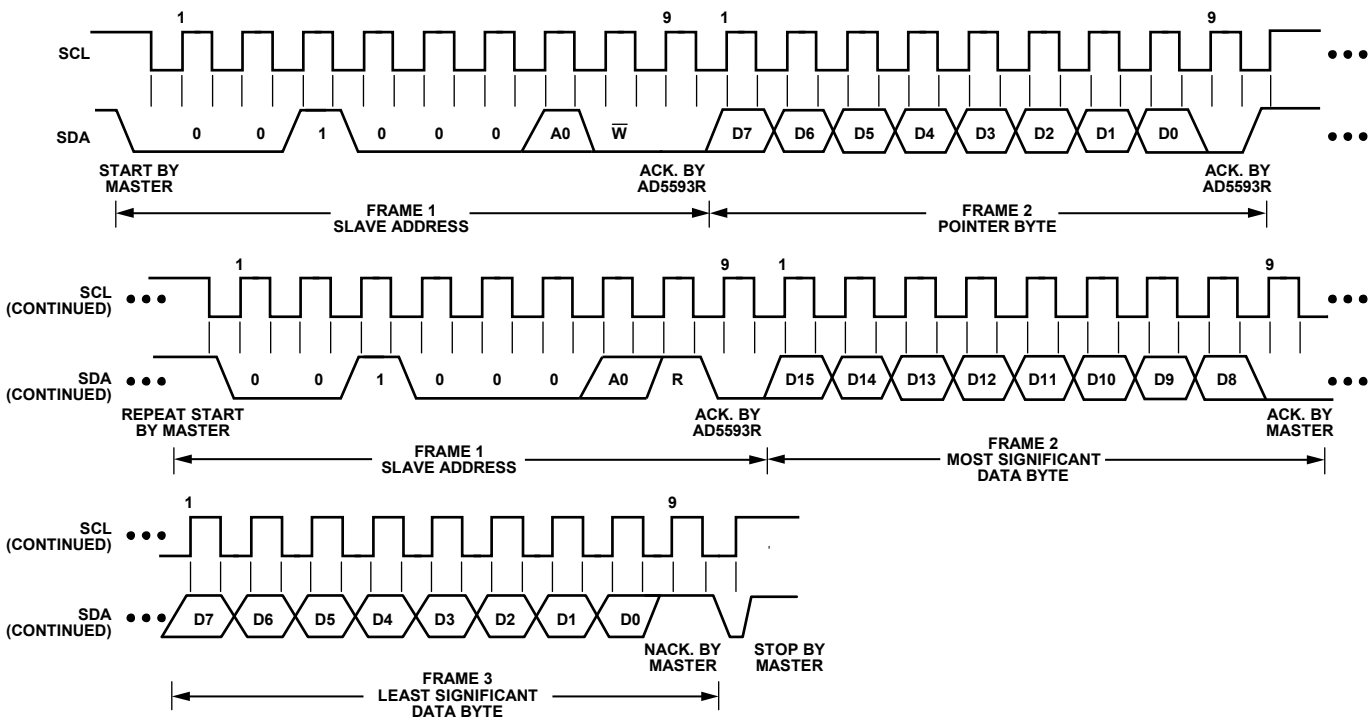 1 9 1 9
SCL
SDA 0 0 1 0 0 0 A0 W̅ D7 D6 D5 D4 D3 D2 D1 D0
START BY
MASTER
ACK. BY
AD5593R
ACK. BY
AD5593R
FRAME 1
SLAVE ADDRESS
FRAME 2
POINTER BYTE
1 9 1 9
SCL
(CONTINUED)
SDA
(CONTINUED)
0 0 1 0 0 0 A0 R D15 D14 D13 D12 D11 D10 D9 D8
REPEAT START
BY MASTER
ACK. BY
AD5593R
ACK. BY
MASTER
FRAME 1
SLAVE ADDRESS
FRAME 2
MOST SIGNIFICANT
DATA BYTE
1 9
SCL
(CONTINUED)
SDA
(CONTINUED)
D7 D6 D5 D4 D3 D2 D1 D0
NACK. BY
MASTER
STOP BY
MASTER
FRAME 3
LEAST SIGNIFICANT
DATA BYTE